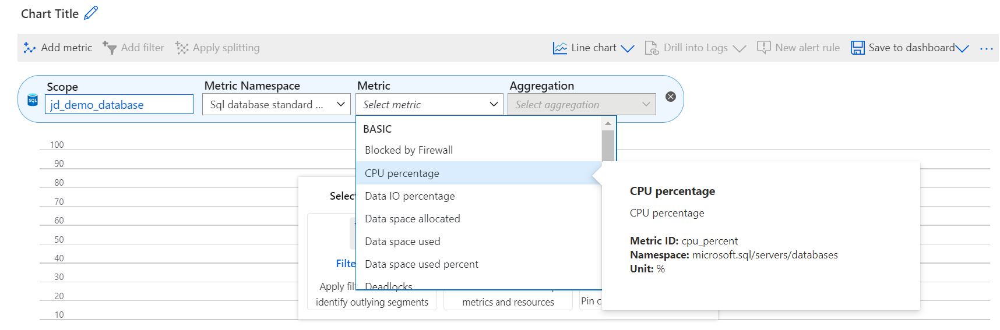 Chart Title
Add metric Add filter Apply splitting Line chart Drill into Logs New alert rule Save to dashboard ...
Scope Metric Namespace Metric Aggregation
SQL jd_demo_database Sql database standard ... Select metric Select aggregation
BASIC
Blocked by Firewall
CPU percentage
Data IO percentage
Data space allocated
Data space used
Data space used percent
Deadlocks
CPU percentage
CPU percentage
Metric ID: cpu_percent
Namespace: microsoft.sql/servers/databases
Unit: %
100
90
80
70
60
50
40
30
20
10
Select
Filte
Apply filt
identify outlying segments
metrics and resources
Pin c